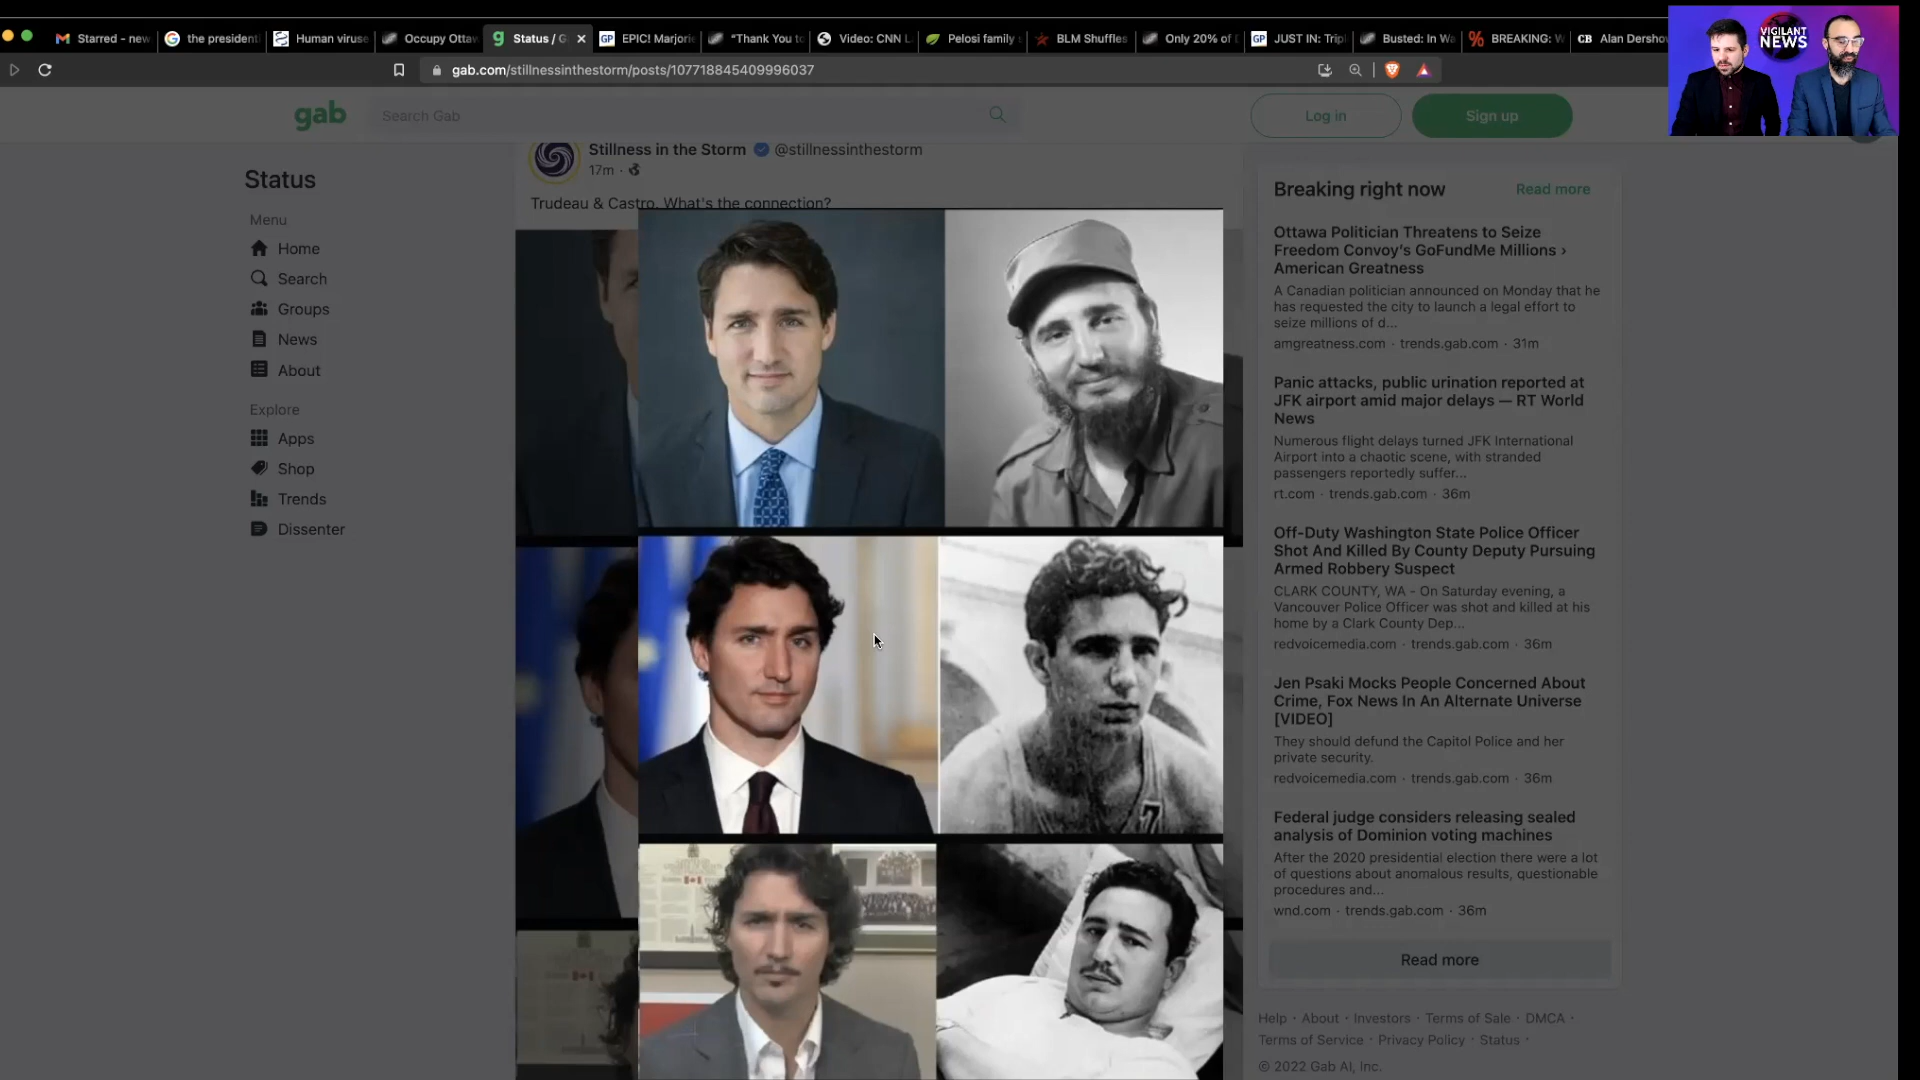 Starred - new
the president
Human viruse
Occupy Ottaw
Status / G
EPIC! Marjorie
"Thank You to
Video: CNN L
Pelosi family
BLM Shuffles
Only 20% of
JUST IN: Trip
Busted: In Wa
BREAKING: W
Alan Dershov
gab.com/stillnessinthestorm/posts/107718845409996037
VIGILANT
NEWS
gab
Search Gab
Log in
Sign up
Status
Menu
Home
Search
Groups
News
About
Explore
Apps
Shop
Trends
Dissenter
Stillness in the Storm @stillnessinthestorm
17m ·
Trudeau & Castro. What's the connection?
7
Breaking right now
Read more
Ottawa Politician Threatens to Seize
Freedom Convoy's GoFundMe Millions ›
American Greatness
A Canadian politician announced on Monday that he
has requested the city to launch a legal effort to
seize millions of d...
amgreatness.com · trends.gab.com · 31m
Panic attacks, public urination reported at
JFK airport amid major delays — RT World
News
Numerous flight delays turned JFK International
Airport into a chaotic scene, with stranded
passengers reportedly suffer...
rt.com · trends.gab.com · 36m
Off-Duty Washington State Police Officer
Shot And Killed By County Deputy Pursuing
Armed Robbery Suspect
CLARK COUNTY, WA - On Saturday evening, a
Vancouver Police Officer was shot and killed at his
home by a Clark County Dep...
redvoicemedia.com · trends.gab.com · 36m
Jen Psaki Mocks People Concerned About
Crime, Fox News In An Alternate Universe
[VIDEO]
They should defund the Capitol Police and her
private security.
redvoicemedia.com · trends.gab.com · 36m
Federal judge considers releasing sealed
analysis of Dominion voting machines
After the 2020 presidential election there were a lot
of questions about anomalous results, questionable
procedures and...
wnd.com · trends.gab.com · 36m
Read more
Help · About · Investors · Terms of Sale · DMCA ·
Terms of Service · Privacy Policy · Status ·
© 2022 Gab AI, Inc.